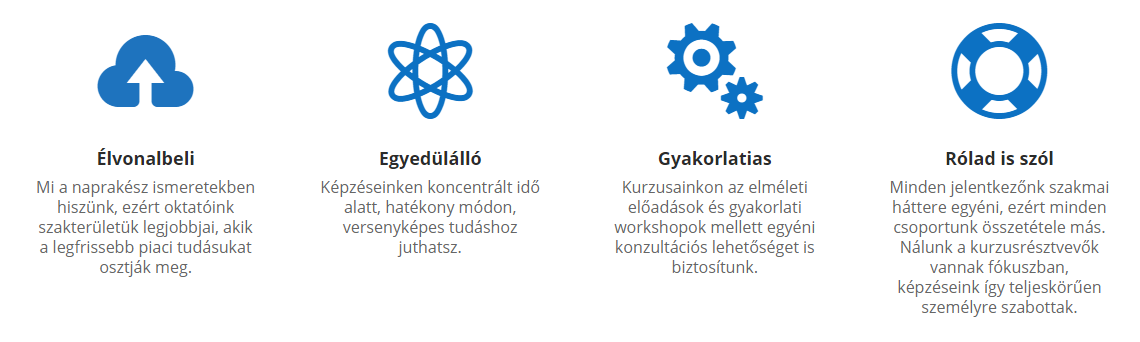 Élvonalbeli
Mi a naprakész ismeretekben
hiszünk, ezért oktatóink
szakterületük legjobbjai, akik
a legfrissebb piaci tudásukat
osztják meg.
Egyedülálló
Képzéseinken koncentrált idő
alatt, hatékony módon,
versenyképes tudáshoz
juthatsz.
Gyakorlatias
Kurzusainkon az elméleti
előadások és gyakorlati
workshopok mellett egyéni
konzultációs lehetőséget is
biztosítunk.
Rólad is szól
Minden jelentkezőnk szakmai
háttere egyéni, ezért minden
csoportunk összetétele más.
Nálunk a kurzusrésztvevők
vannak fókuszban,
képzéseink így teljeskörűen
személyre szabottak.